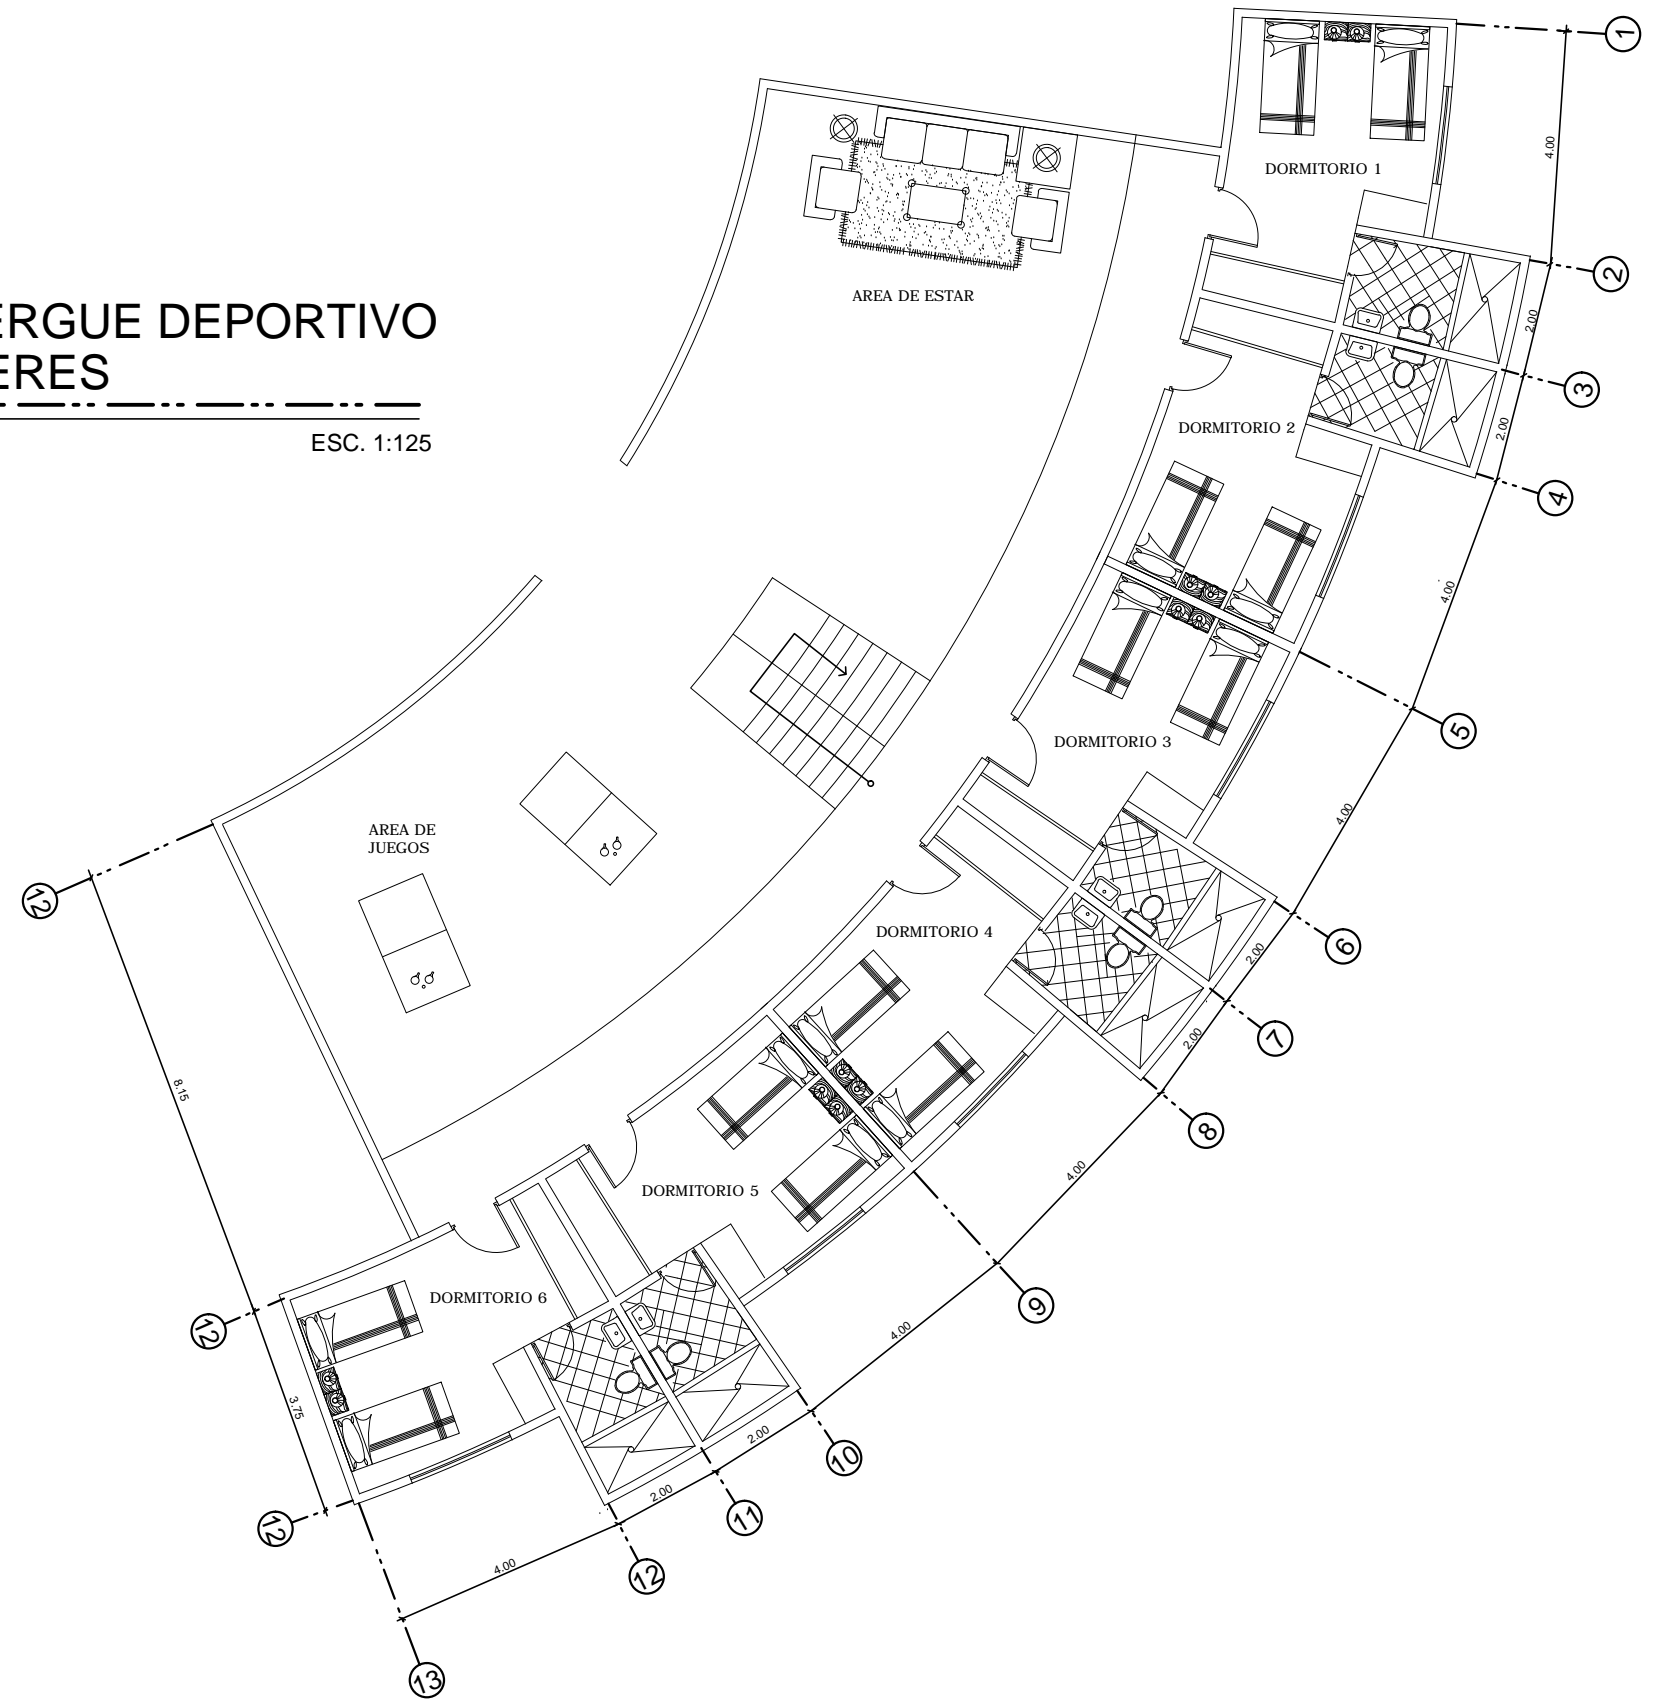 ERGUE DEPORTIVO
ERES
ESC. 1:125
1
4.00
DORMITORIO 1
2
2.00
AREA DE ESTAR
3
2.00
DORMITORIO 2
4
4.00
5
DORMITORIO 3
4.00
AREA DE
JUEGOS
12
DORMITORIO 4
6
2.00
7
2.00
8
8.15
4.00
DORMITORIO 5
DORMITORIO 6
9
12
4.00
3.75
10
2.00
11
2.00
12
12
4.00
13